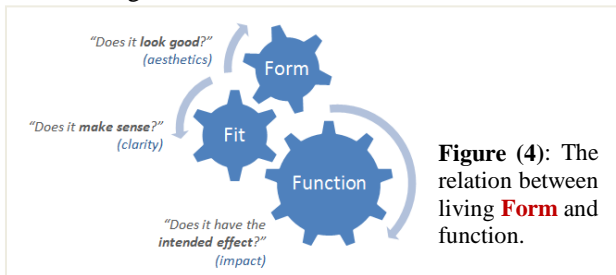 “Does it look good?”
(aesthetics)
Form
“Does it make sense?”
(clarity)
Fit
Function
“Does it have the
intended effect?”
(impact)
Figure (4): The
relation between
living Form and
function.